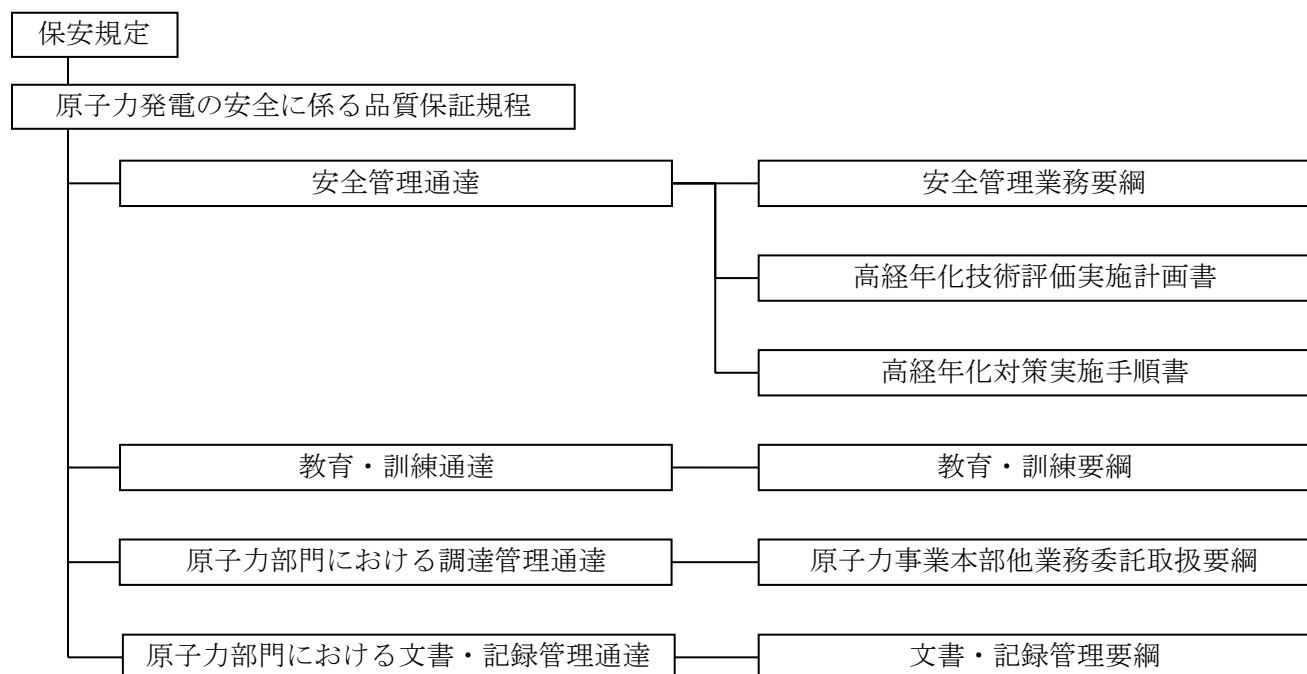 保安規定
原子力発電の安全に係る品質保証規程
安全管理通達
安全管理業務要綱
高経年化技術評価実施計画書
高経年化対策実施手順書
教育・訓練通達
教育・訓練要綱
原子力部門における調達管理通達
原子力事業本部他業務委託取扱要綱
原子力部門における文書・記録管理通達
文書・記録管理要綱